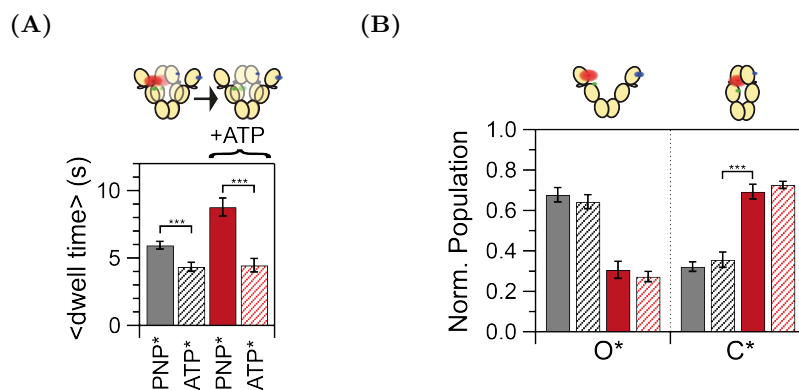 (A)
+ATP
<dwell time> (s)
10
5
0
***
***
PNP*
ATP*
PNP*
ATP*
(B)
Norm. Population
1.0
0.8
0.6
0.4
0.2
0.0
***
O*
C*